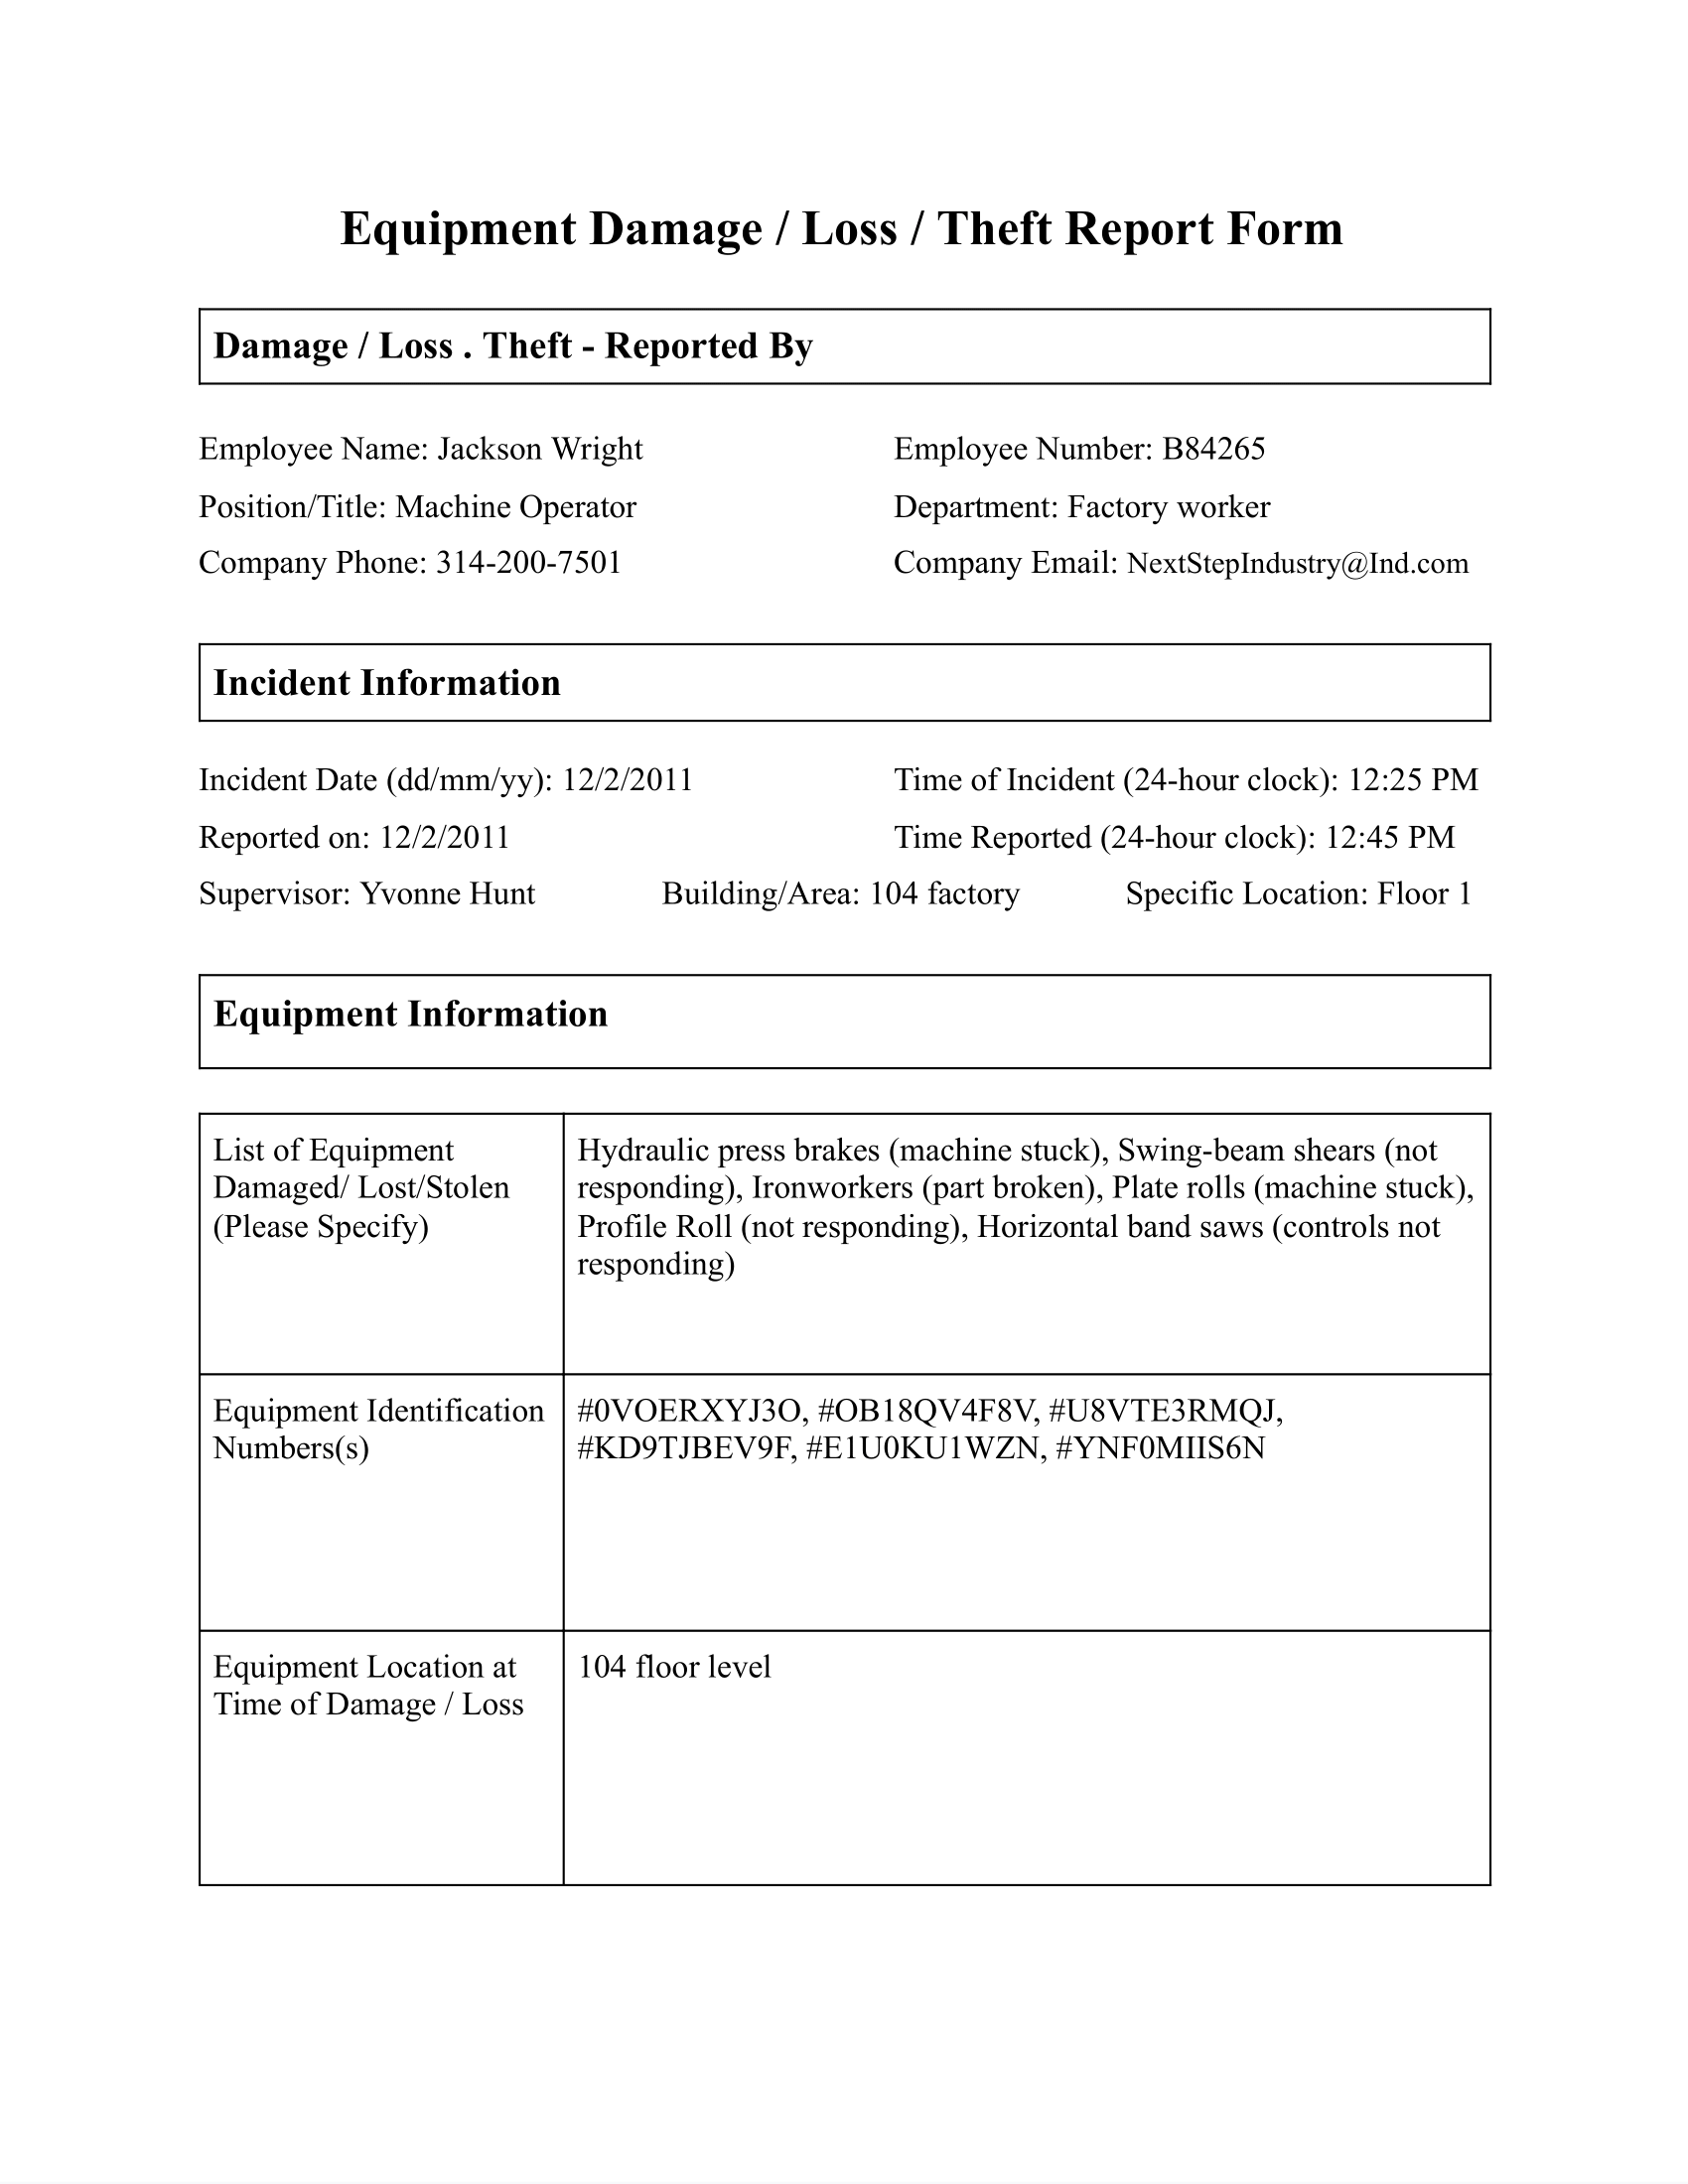 Equipment Damage / Loss / Theft Report Form
Damage / Loss . Theft - Reported By
Employee Name: Jackson Wright Employee Number: B84265
Position/Title: Machine Operator Department: Factory worker
Company Phone: 314-200-7501 Company Email: NextStepIndustry@Ind.com
Incident Information
Incident Date (dd/mm/yy): 12/2/2011 Time of Incident (24-hour clock): 12:25 PM
Reported on: 12/2/2011 Time Reported (24-hour clock): 12:45 PM
Supervisor: Yvonne Hunt Building/Area: 104 factory Specific Location: Floor 1
Equipment Information
List of Equipment
Damaged/ Lost/Stolen
(Please Specify)
Hydraulic press brakes (machine stuck), Swing-beam shears (not
responding), Ironworkers (part broken), Plate rolls (machine stuck),
Profile Roll (not responding), Horizontal band saws (controls not
responding)
Equipment Identification
Numbers(s)
#0VOERXYJ3O, #OB18QV4F8V, #U8VTE3RMQJ,
#KD9TJBEV9F, #E1U0KU1WZN, #YNF0MIIS6N
Equipment Location at
Time of Damage / Loss
104 floor level